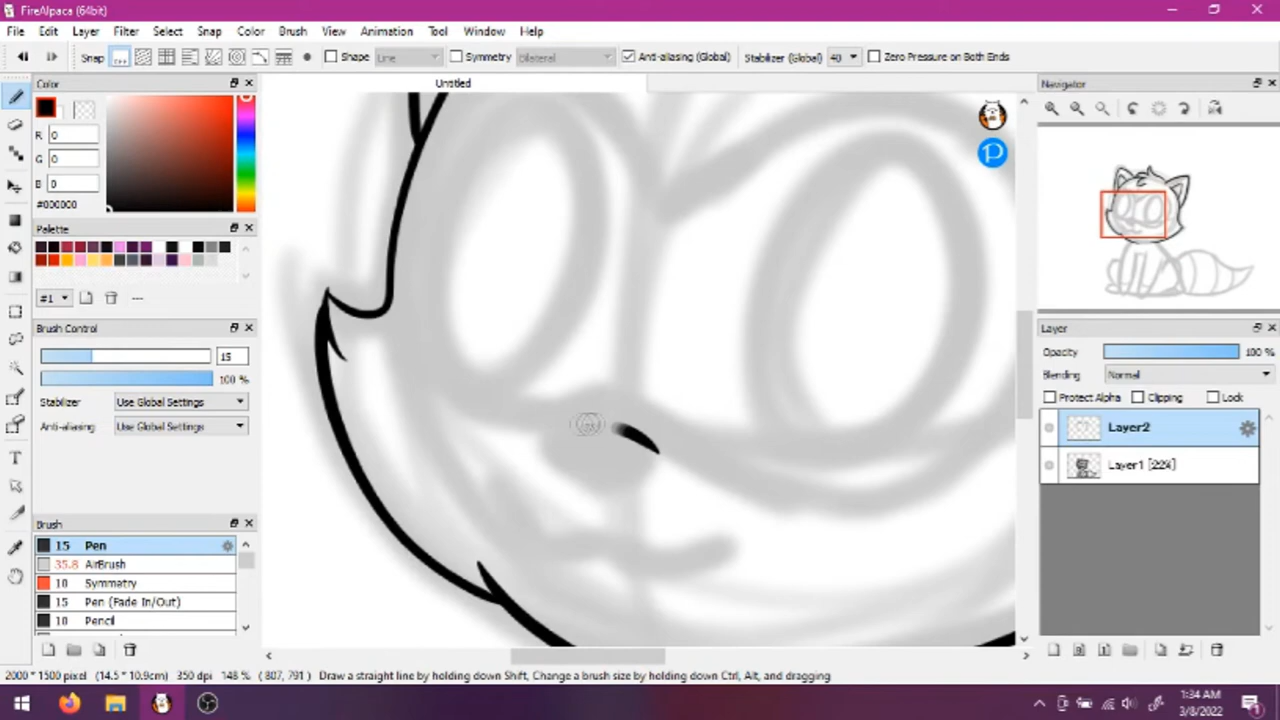 FireAlpaca (64bit)
File Edit Layer Filter Select Snap Color Brush View Animation Tool Window Help
Snap Shape Line Symmetry Bilateral Anti-aliasing (Global) Stabilizer (Global) 40 Zero Pressure on Both Ends
Color
Untitled
Navigator
R 0
G 0
B 0
#000000
Palette
#1
---
Brush Control
15
100 %
Stabilizer Use Global Settings
Anti-aliasing Use Global Settings
Brush
15 Pen
35.8 AirBrush
10 Symmetry
15 Pen (Fade In/Out)
10 Pencil
Layer
Opacity 100 %
Blending Normal
Protect Alpha Clipping Lock
Layer2
Layer1 [22%]
2000 * 1500 pixel (14.5 * 10.9cm) 350 dpi 148 % ( 807, 791 ) Draw a straight line by holding down Shift, Change a brush size by holding down Ctrl, Alt, and dragging
1:34 AM
3/8/2022
1